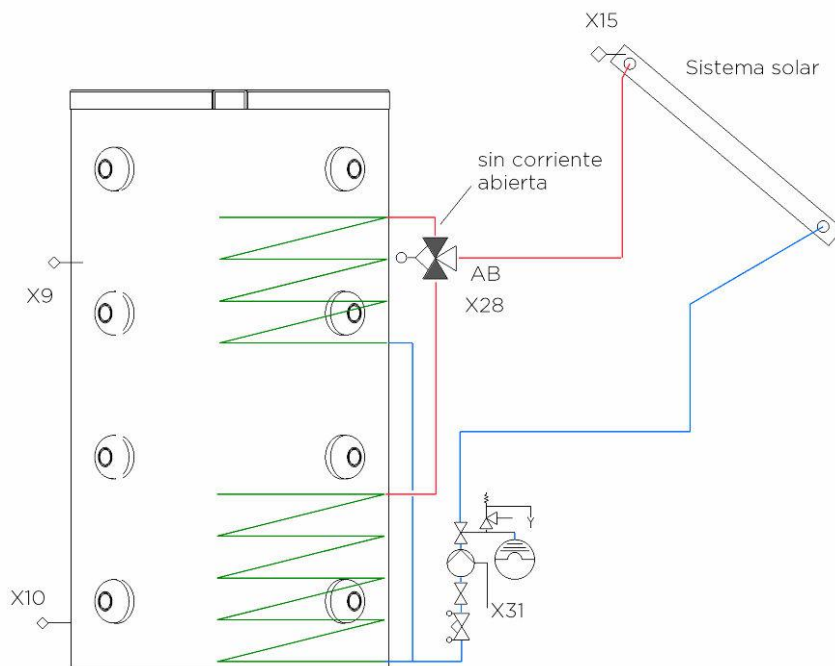 X15
Sistema solar
sin corriente
abierta
X9
AB
X28
X10
X31